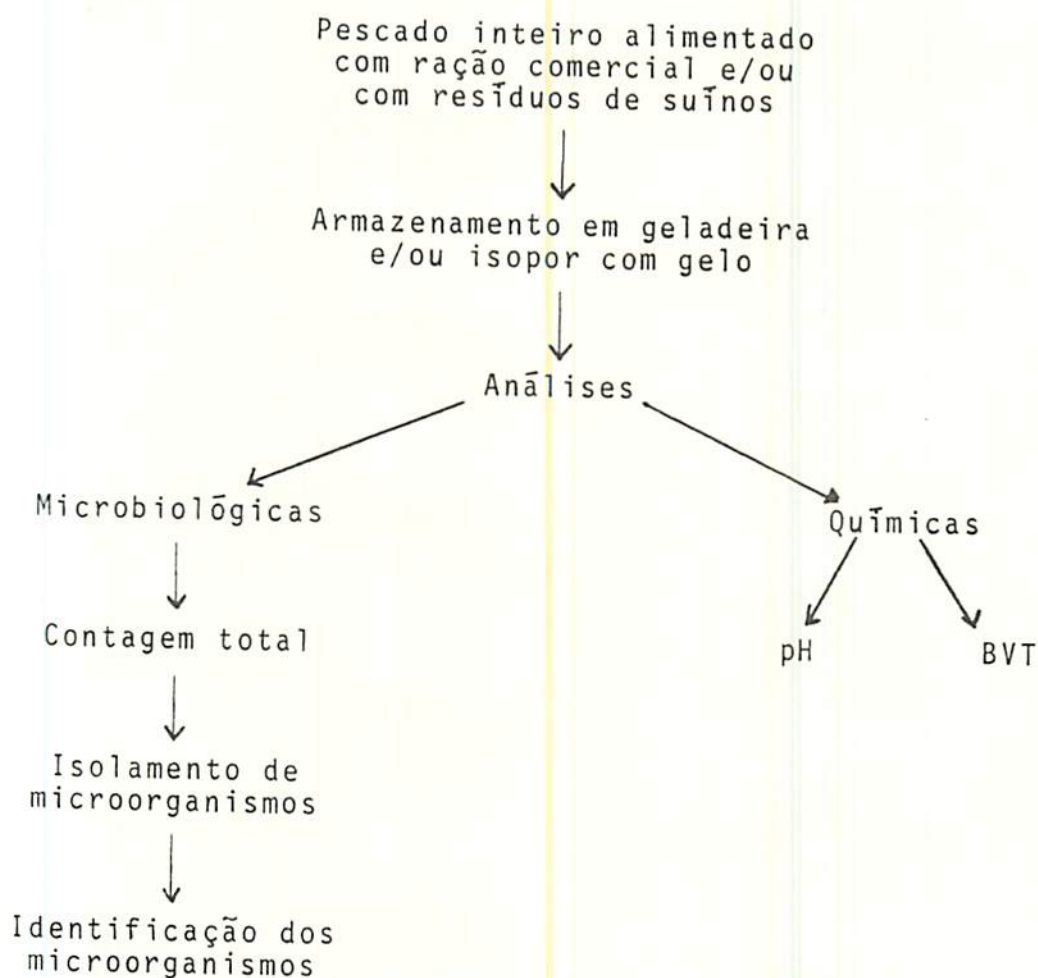 Pescado inteiro alimentado
com ração comercial e/ou
com resíduos de suínos
Armazenamento em geladeira
e/ou isopor com gelo
Análises
Microbiológicas
Químicas
Contagem total
pH
BVT
Isolamento de
microorganismos
Identificação dos
microorganismos